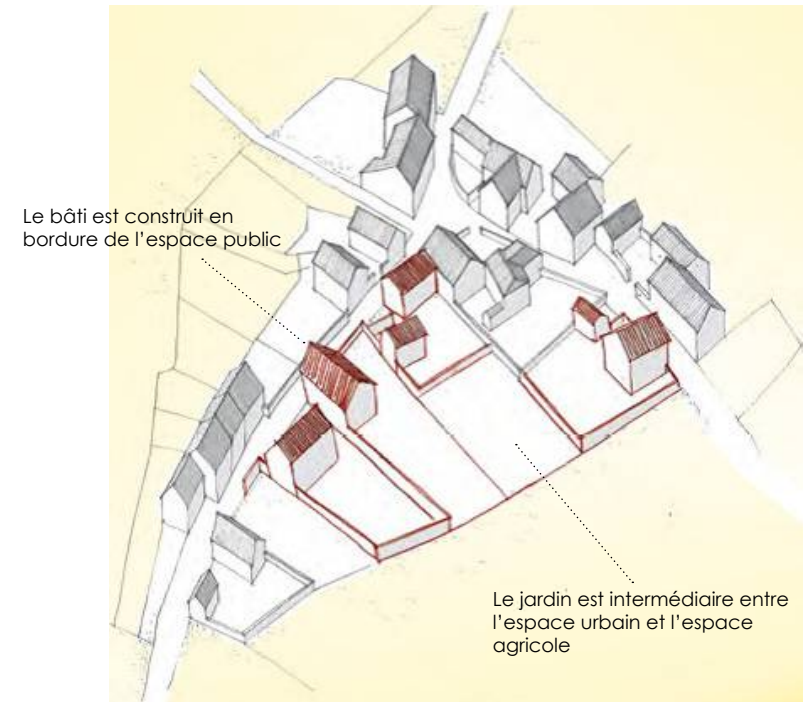 Le bâti est construit en
bordure de l’espace public
Le jardin est intermédiaire entre
l’espace urbain et l’espace
agricole